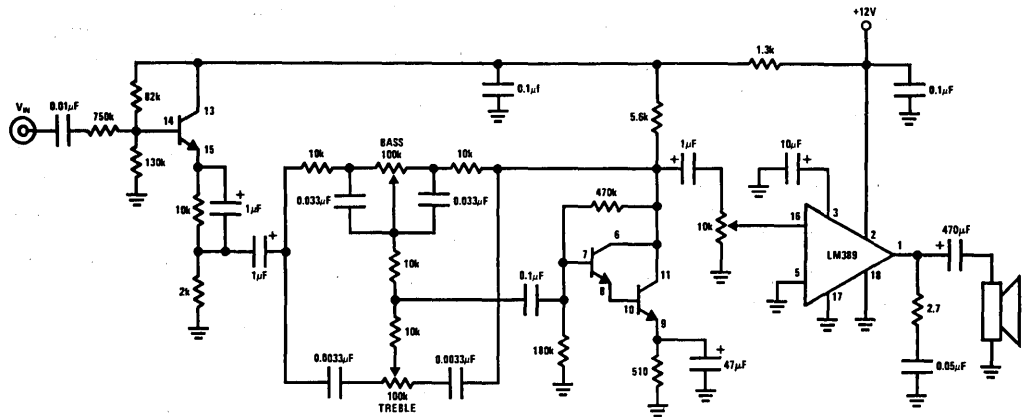 +12V
1.3k
0.1μf
0.1μF
V_IN
0.01μF
750k
82k
14
13
15
130k
5.6k
10k
1μF
2k
1μF
10k
BASS
100k
10k
0.033μF
0.033μF
10k
10k
0.0033μF
0.0033μF
100k
TREBLE
470k
0.1μF
7
6
8
10
11
9
180k
510
47μF
1μF
10k
10μF
16
3
2
LM389
1
5
17
18
470μF
2.7
0.05μF